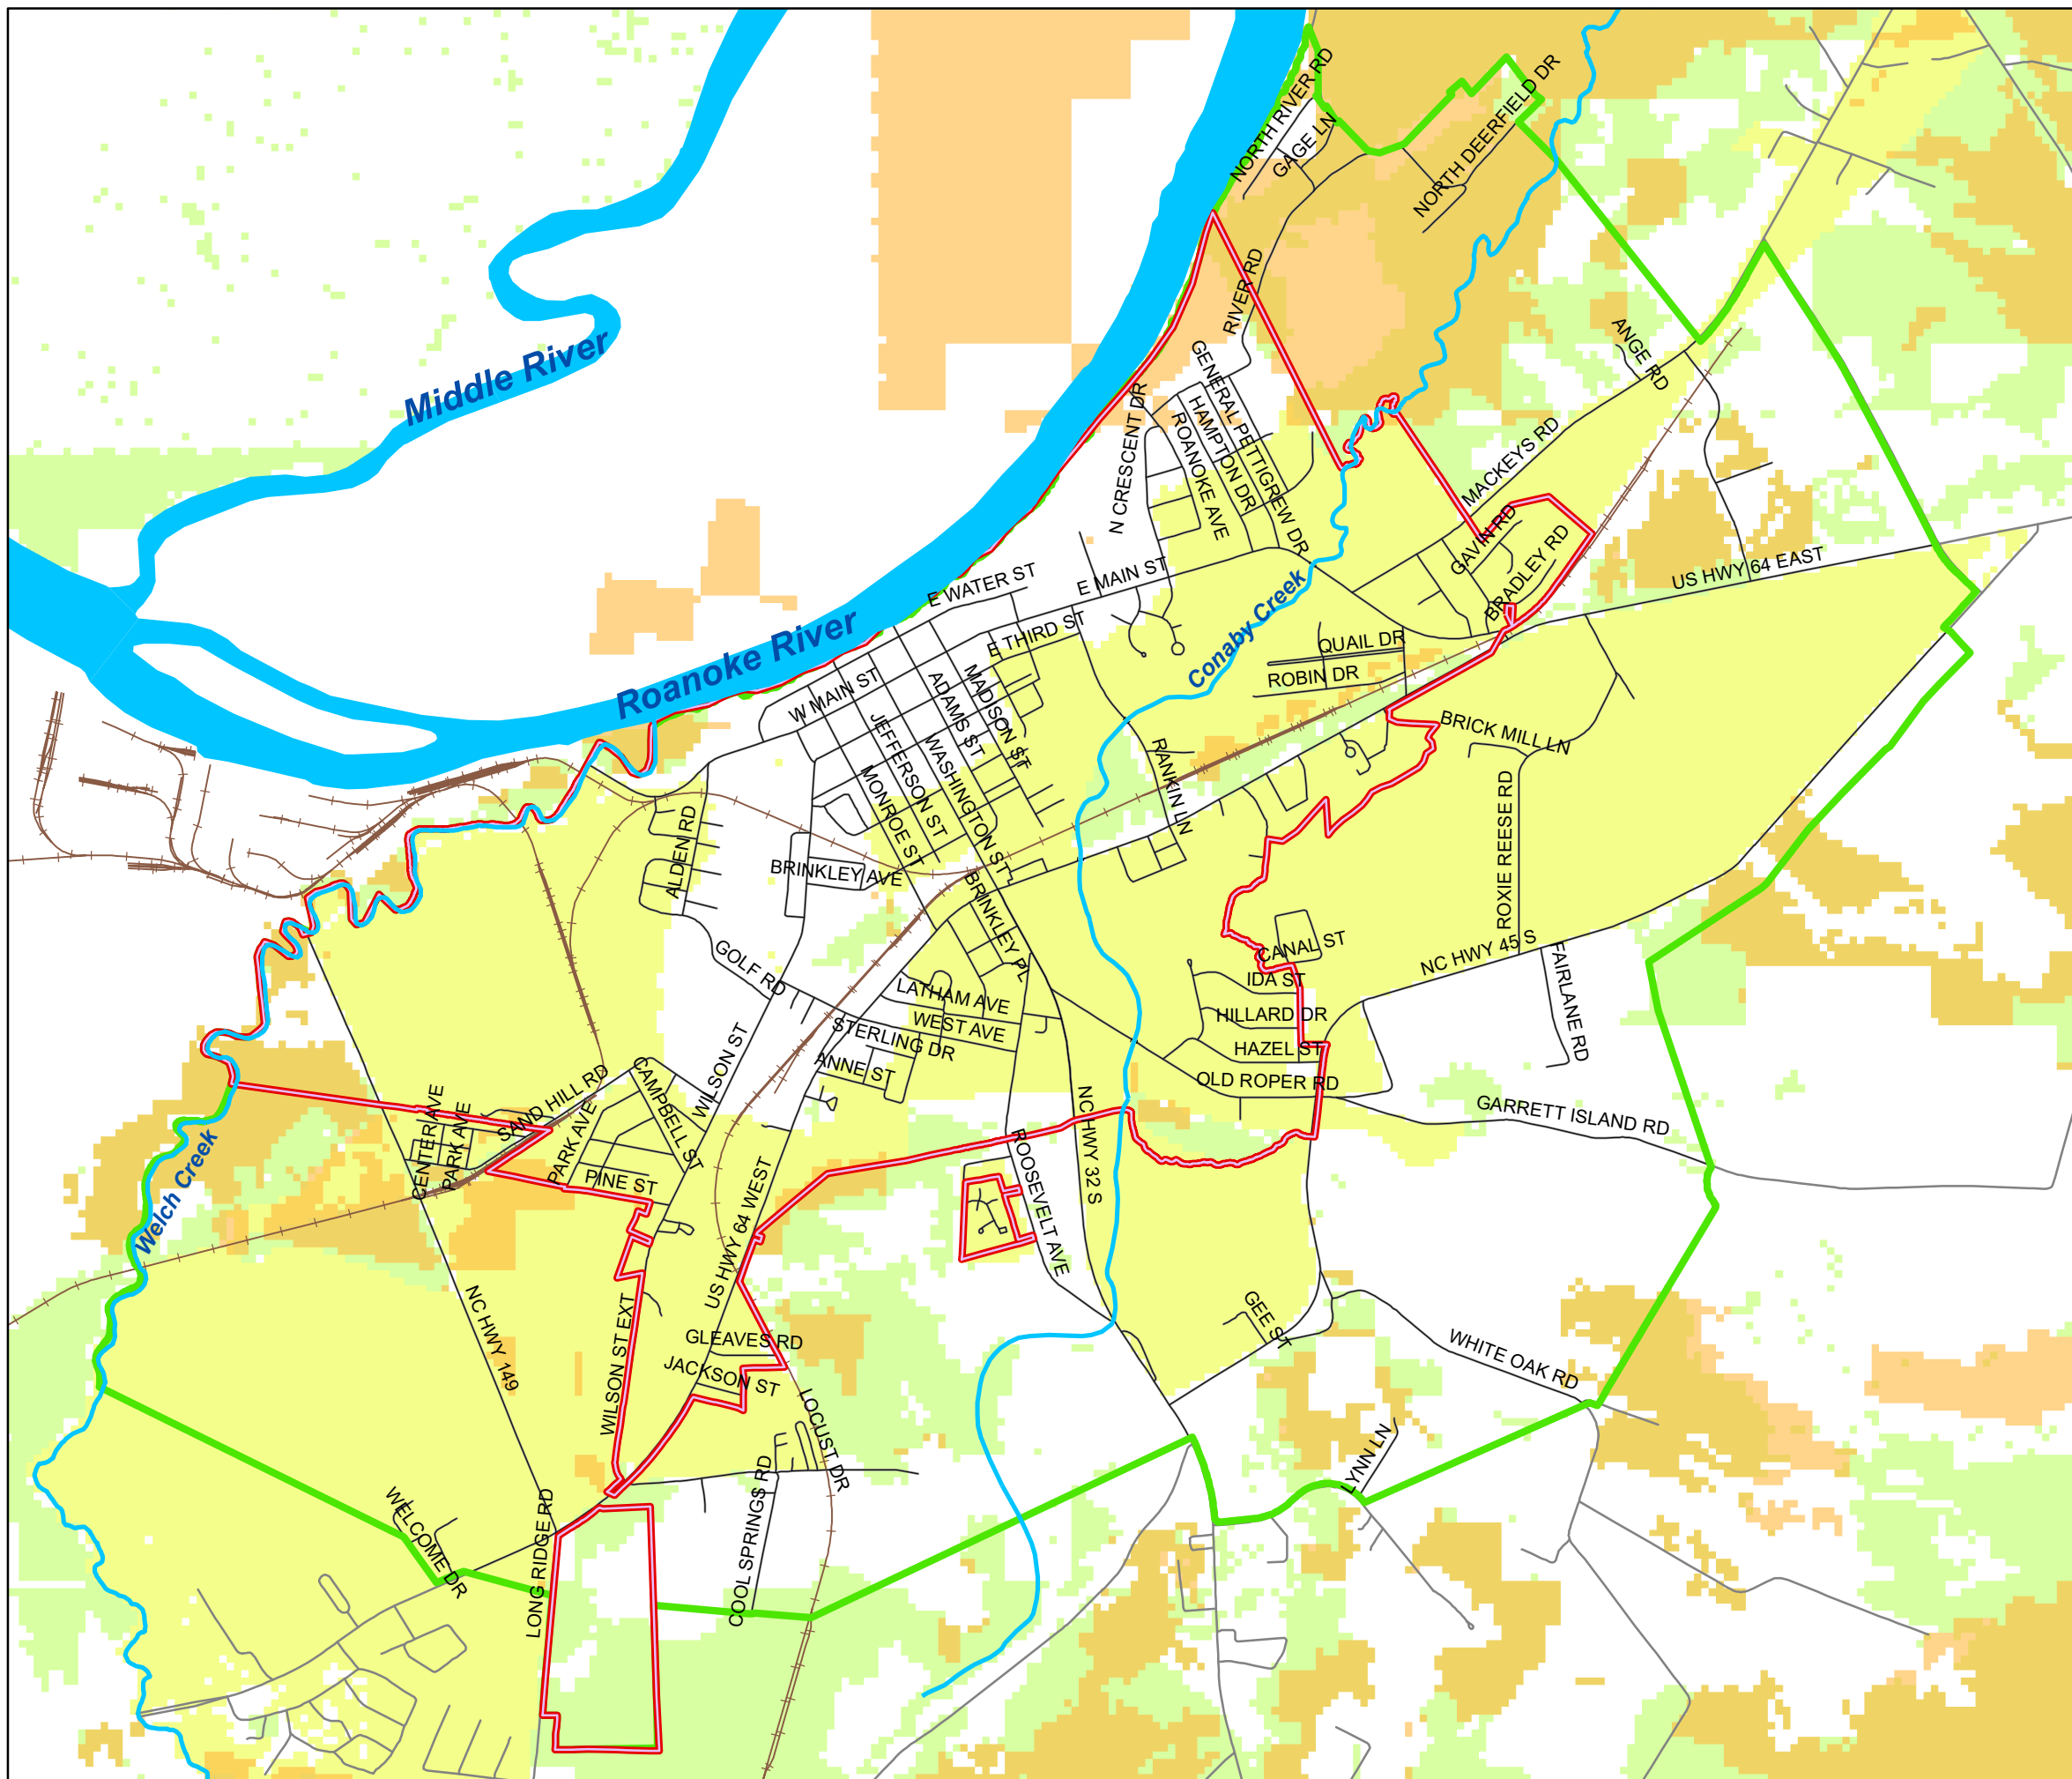 NORTH RIVER RD
GAGE LN
NORTH DEERFIELD DR
RIVER RD
Middle River
ANGE RD
GENERAL PETTIGREW DR
HAMPTON DR
ROANOKE AVE
N CRESCENT DR
MACKEYS RD
GAVIN RD
BRADLEY RD
US HWY 64 EAST
E WATER ST
E MAIN ST
E THIRD ST
Conaby Creek
QUAIL DR
ROBIN DR
Roanoke River
W MAIN ST
MADISON ST
ADAMS ST
JEFFERSON ST
WASHINGTON ST
MONROE ST
RANKIN LN
BRICK MILL LN
ROXIE REESE RD
ALDEN RD
BRINKLEY AVE
BRINKLEY PL
GOLF RD
CANAL ST
NC HWY 45 S
FAIRLANE RD
IDA ST
LATHAM AVE
WEST AVE
STERLING DR
ANNE ST
HILLARD DR
HAZEL ST
OLD ROPER RD
WILSON ST
CAMPBELL ST
SAND HILL RD
CENTER AVE
PARK AVE
PARK AVE
PINE ST
GARRETT ISLAND RD
NC HWY 32 S
ROOSEVELT AVE
Welch Creek
US HWY 64 WEST
NC HWY 149
WILSON ST EXT
GLEAVES RD
JACKSON ST
GEE ST
WHITE OAK RD
LOCUST DR
LYNN LN
COOL SPRINGS RD
WELCOME DR
LONG RIDGE RD